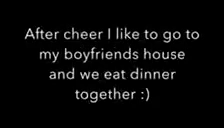 After cheer I like to go to
my boyfriends house
and we eat dinner
together :)